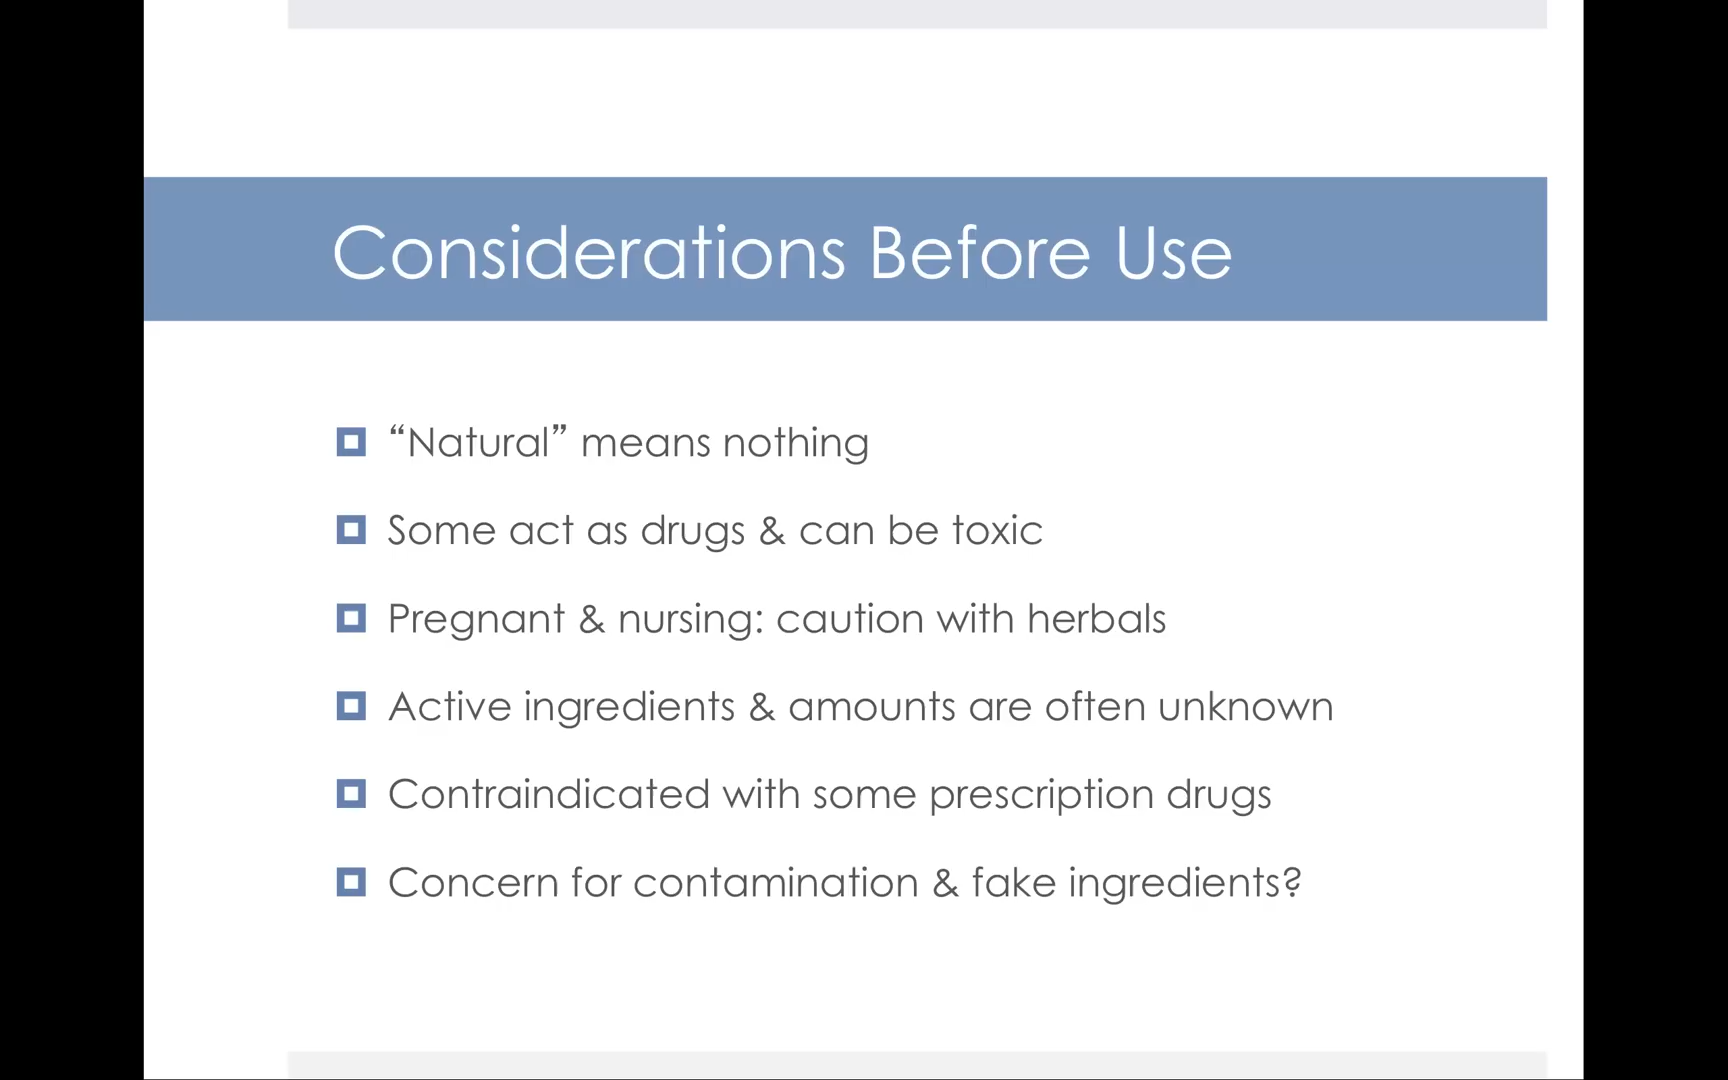 Considerations Before Use
“Natural” means nothing
Some act as drugs & can be toxic
Pregnant & nursing: caution with herbals
Active ingredients & amounts are often unknown
Contraindicated with some prescription drugs
Concern for contamination & fake ingredients?